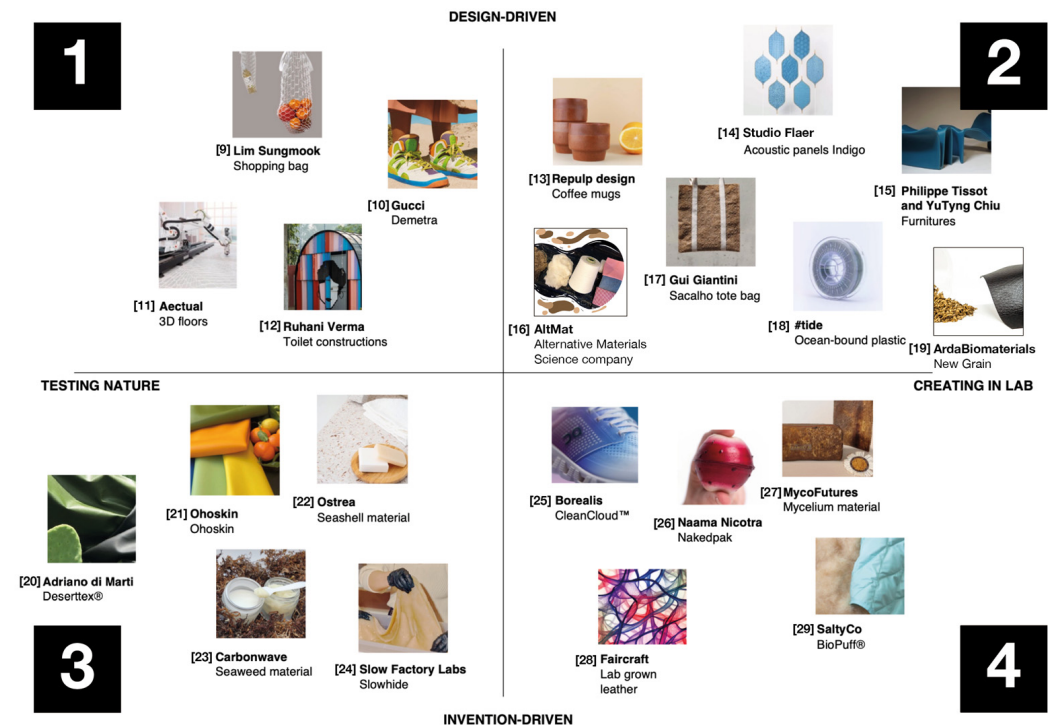 DESIGN-DRIVEN
1
2
[9] Lim Sungmook
Shopping bag
[10] Gucci
Demetra
[11] Aectual
3D floors
[12] Ruhani Verma
Toilet constructions
[13] Repulp design
Coffee mugs
[14] Studio Flaer
Acoustic panels Indigo
[15] Philippe Tissot
and YuTyng Chiu
Furnitures
[16] AltMat
Alternative Materials
Science company
[17] Gui Giantini
Sacalho tote bag
[18] #tide
Ocean-bound plastic
[19] ArdaBiomaterials
New Grain
TESTING NATURE
CREATING IN LAB
[20] Adriano di Marti
Deserttex®
[21] Ohoskin
Ohoskin
[22] Ostrea
Seashell material
[23] Carbonwave
Seaweed material
[24] Slow Factory Labs
Slowhide
[25] Borealis
CleanCloud™
[26] Naama Nicotra
Nakedpak
[27] MycoFutures
Mycelium material
[28] Faircraft
Lab grown
leather
[29] SaltyCo
BioPuff®
3
4
INVENTION-DRIVEN